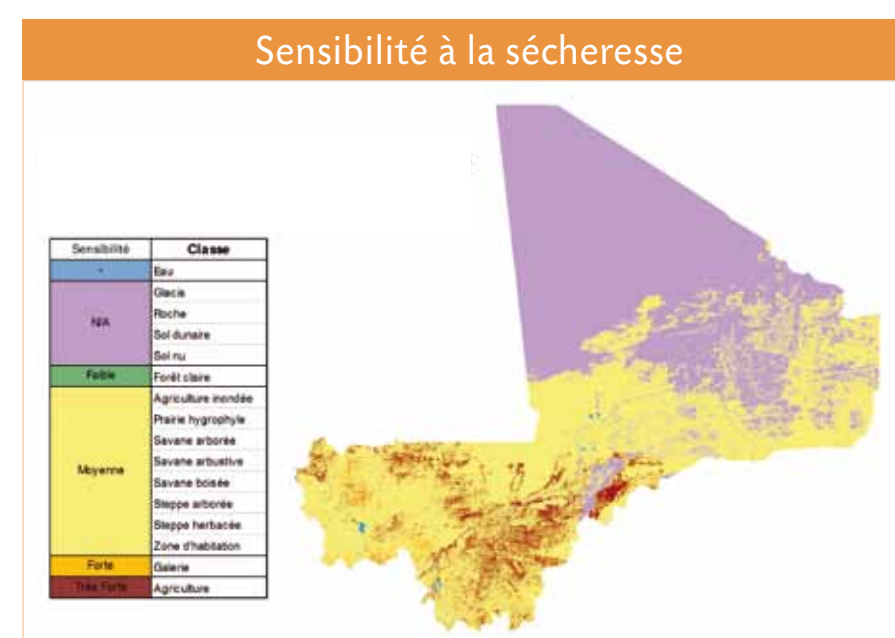 Sensibilité à la sécheresse
Sensibilité Classe
- Eau
N/A
Glacis
Roche
Sol dunaire
Sol nu
Faible Forêt claire
Moyenne
Agriculture inondée
Prairie hygrophyle
Savane arborée
Savane arbustive
Savane boisée
Steppe arborée
Steppe herbacée
Zone d'habitation
Forte Galerie
Très Forte Agriculture